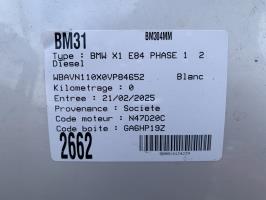 BM31
BM304MM
Type : BMW X1 E84 PHASE 1 2
Diesel
WBAVN110X0VP84652 Blanc
Kilometrage : 0
Entree : 21/02/2025
Provenance : Societe
Code moteur : N47D20C
Code boite : GA6HP19Z
2662